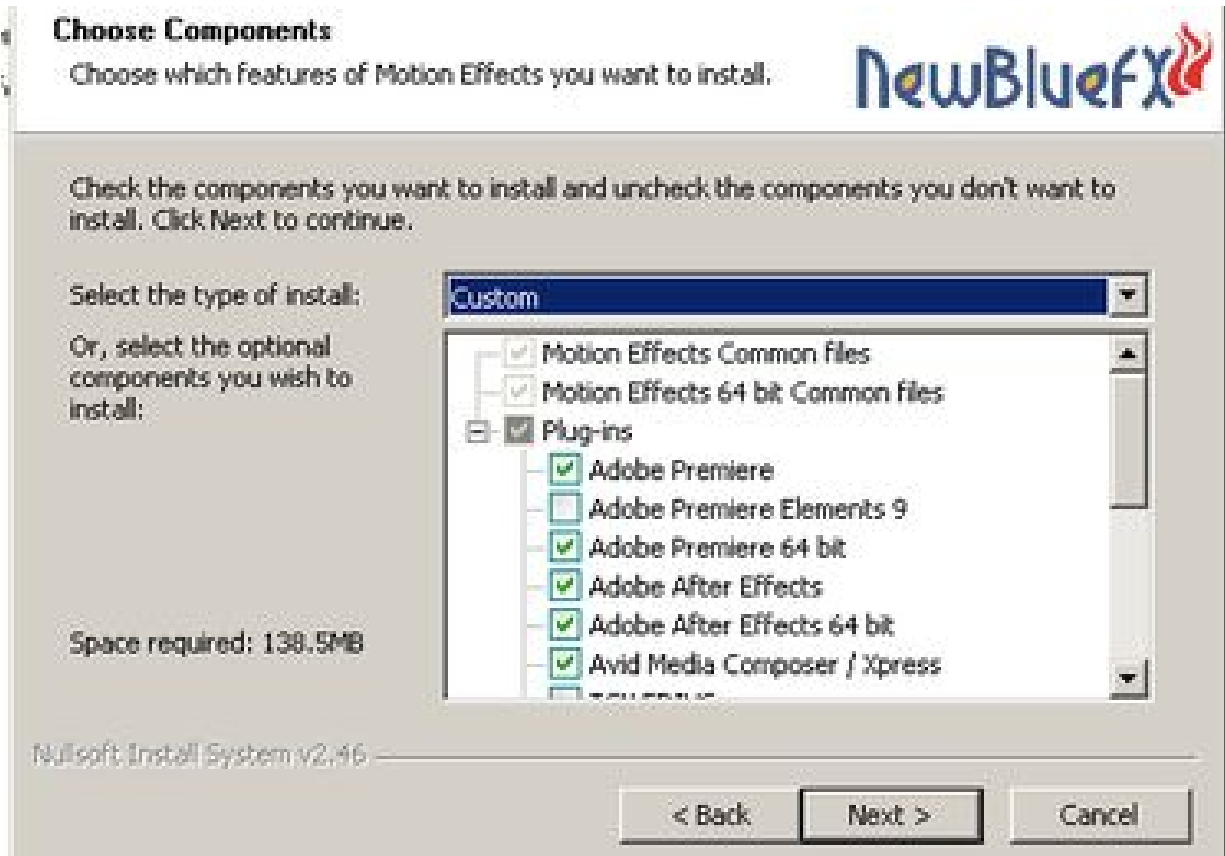 Choose Components
Choose which features of Motion Effects you want to install.
NewBlueFX
Check the components you want to install and uncheck the components you don't want to
install. Click Next to continue.
Select the type of install:
Custom
Or, select the optional
components you wish to
install:
Motion Effects Common files
Motion Effects 64 bit Common files
Plug-ins
Adobe Premiere
Adobe Premiere Elements 9
Adobe Premiere 64 bit
Adobe After Effects
Adobe After Effects 64 bit
Avid Media Composer / Xpress
Space required: 138.5MB
Nullsoft Install System v2.46
< Back
Next >
Cancel